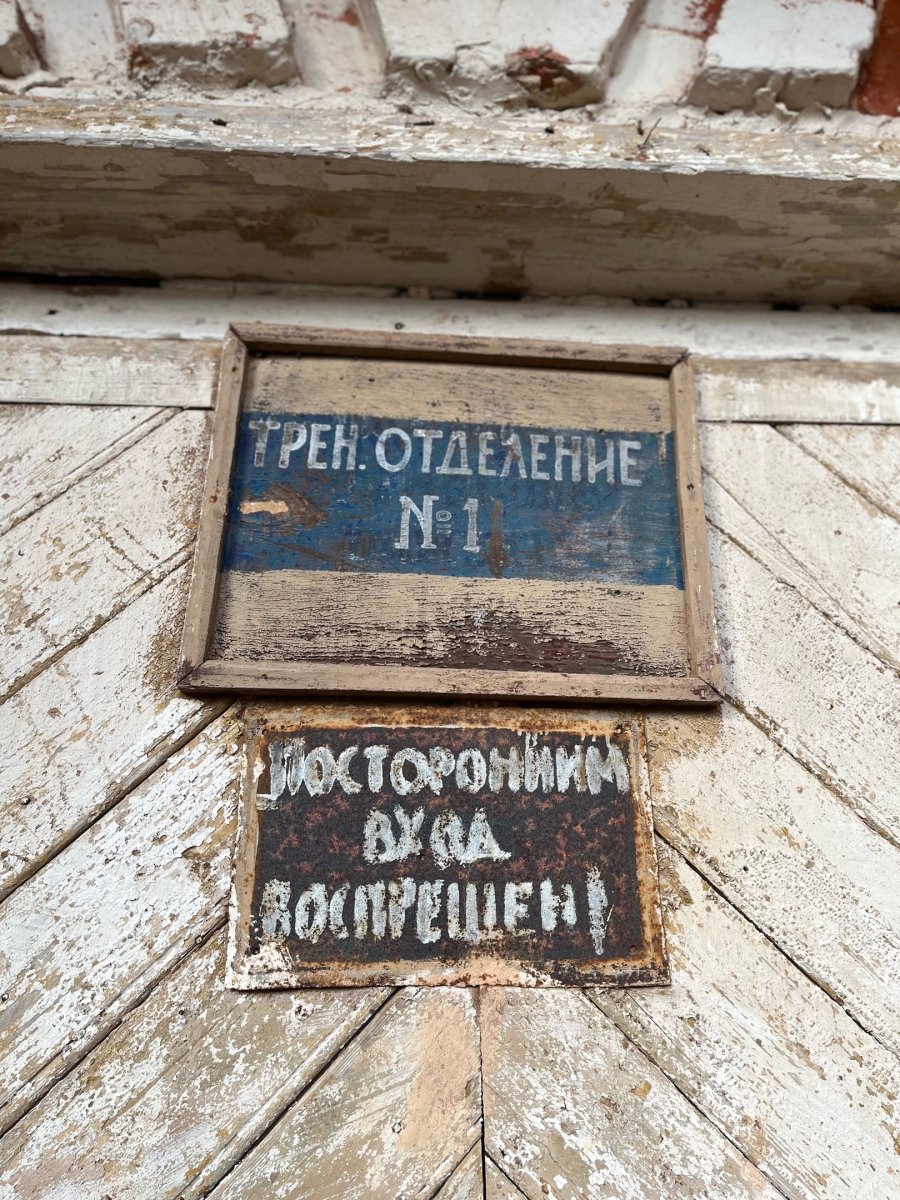 ТРЕН. ОТДЕЛЕНИЕ
№1
ПОСТОРОННИМ
ВХОД
ВОСПРЕЩЕН!